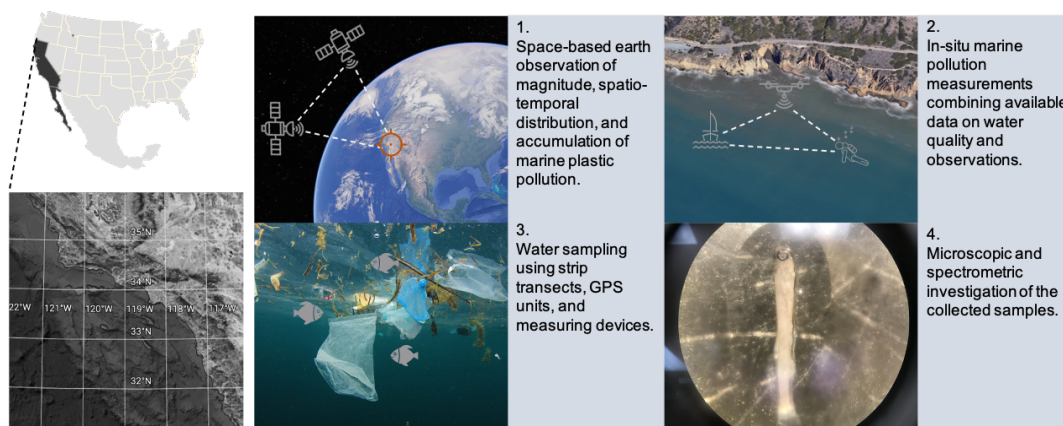 1.
Space-based earth
observation of
magnitude, spatio-
temporal
distribution, and
accumulation of
marine plastic
pollution.
2.
In-situ marine
pollution
measurements
combining available
data on water
quality and
observations.
35°N
34°N
22°W 121°W 120°W 119°W 118°W 117°W
33°N
32°N
3.
Water sampling
using strip
transects, GPS
units, and
measuring devices.
4.
Microscopic and
spectrometric
investigation of the
collected samples.